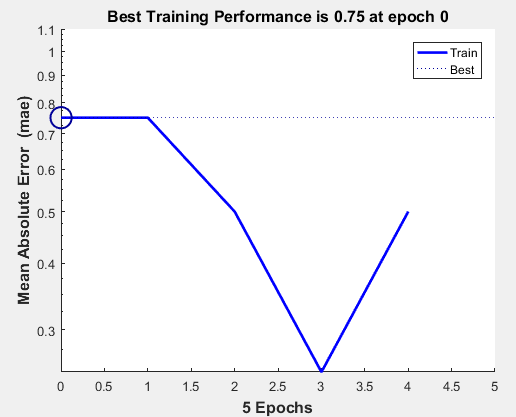 Best Training Performance is 0.75 at epoch 0
Train
Best
Mean Absolute Error (mae)
1.1
1
0.9
0.8
0.7
0.6
0.5
0.4
0.3
0 0.5 1 1.5 2 2.5 3 3.5 4 4.5 5
5 Epochs